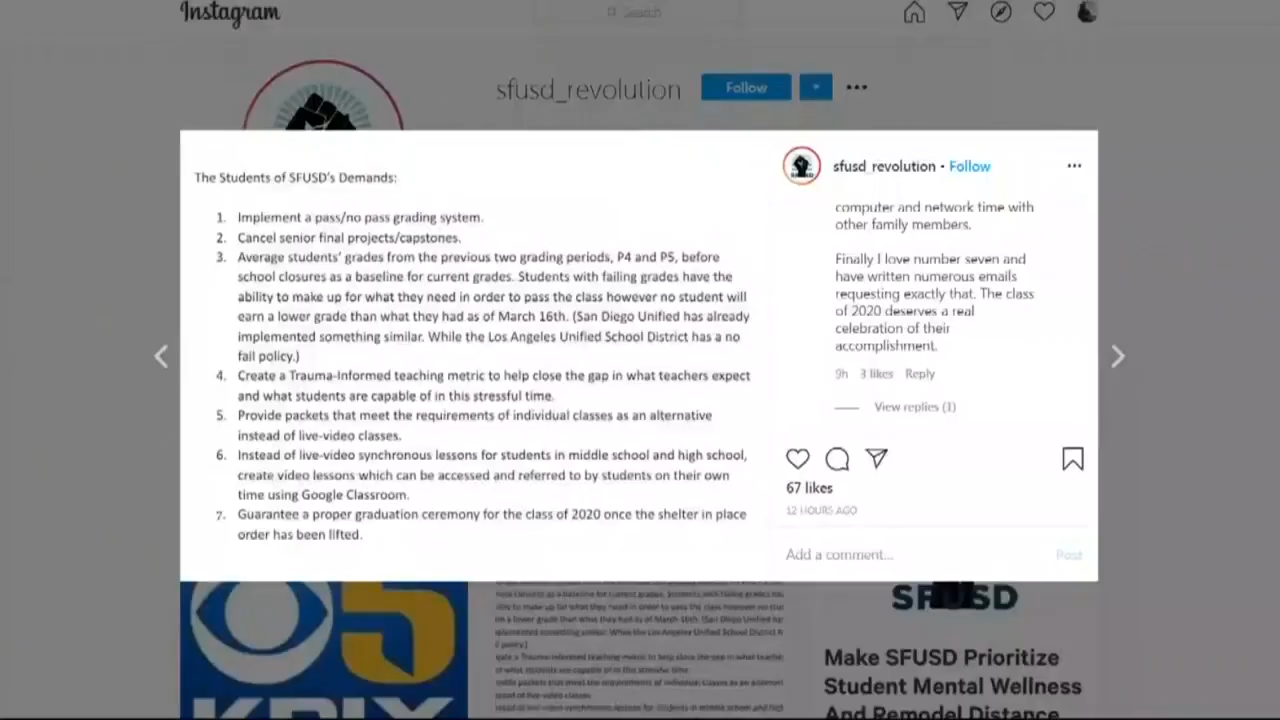 Instagram
Search
sfusd_revolution
Follow
sfusd_revolution • Follow
The Students of SFUSD's Demands:
1. Implement a pass/no pass grading system.
2. Cancel senior final projects/capstones.
3. Average students' grades from the previous two grading periods, P4 and P5, before
school closures as a baseline for current grades. Students with failing grades have the
ability to make up for what they need in order to pass the class however no student will
earn a lower grade than what they had as of March 16th. (San Diego Unified has already
implemented something similar. While the Los Angeles Unified School District has a no
fail policy.)
4. Create a Trauma-Informed teaching metric to help close the gap in what teachers expect
and what students are capable of in this stressful time.
5. Provide packets that meet the requirements of individual classes as an alternative
instead of live-video classes.
6. Instead of live-video synchronous lessons for students in middle school and high school,
create video lessons which can be accessed and referred to by students on their own
time using Google Classroom.
7. Guarantee a proper graduation ceremony for the class of 2020 once the shelter in place
order has been lifted.
computer and network time with
other family members.
Finally I love number seven and
have written numerous emails
requesting exactly that. The class
of 2020 deserves a real
celebration of their
accomplishment.
9h 3 likes Reply
View replies (1)
67 likes
12 HOURS AGO
Add a comment...
Post
5
KPIX
SFUSD
Make SFUSD Prioritize
Student Mental Wellness
And Remodel Distance